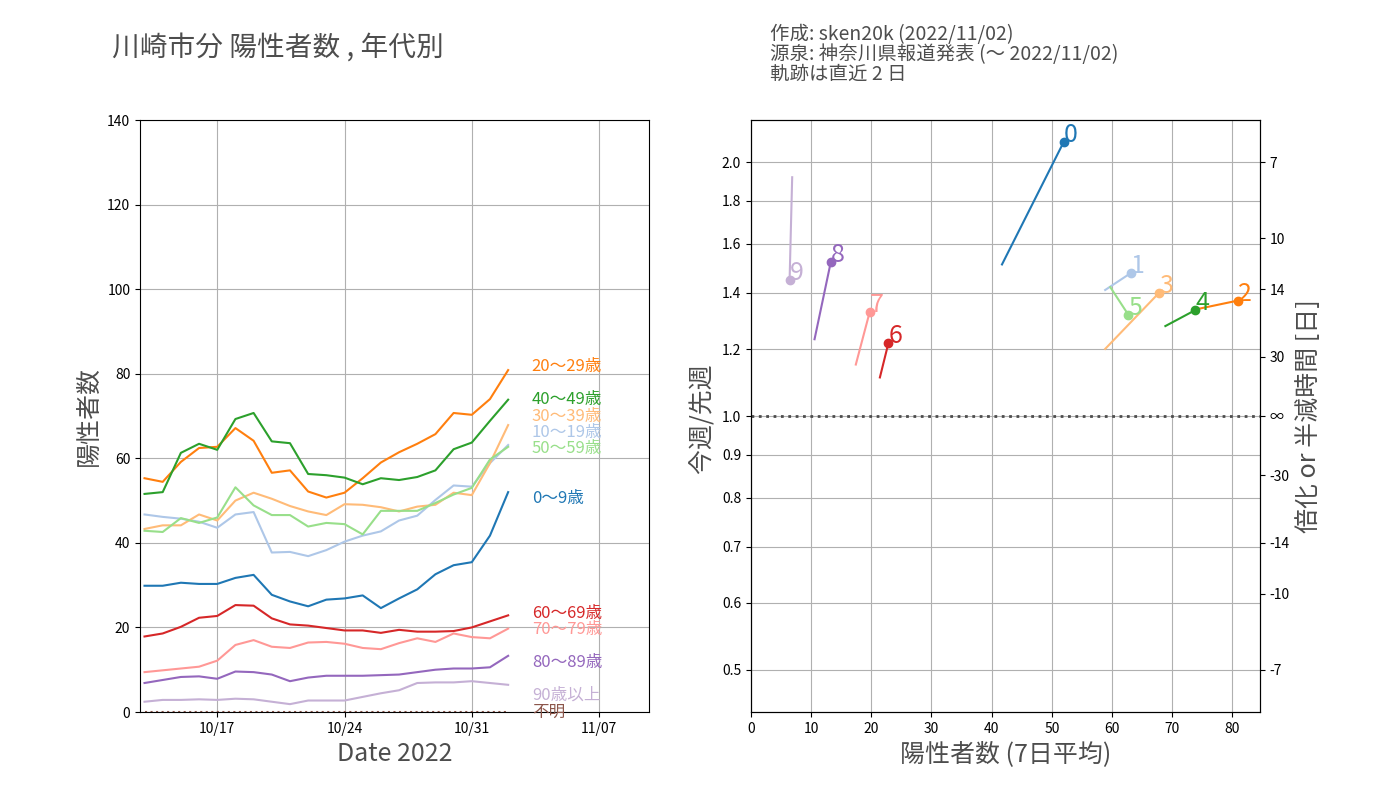 川崎市分 陽性者数 , 年代別
作成: sken20k (2022/11/02)
源泉: 神奈川県報道発表 (〜 2022/11/02)
軌跡は直近 2 日
陽性者数
140
120
100
80
60
40
20
0
10/17
10/24
10/31
11/07
Date 2022
20〜29歳
40〜49歳
30〜39歳
10〜19歳
50〜59歳
0〜9歳
60〜69歳
70〜79歳
80〜89歳
90歳以上
不明
今週/先週
2.0
1.8
1.6
1.4
1.2
1.0
0.9
0.8
0.7
0.6
0.5
0
9
8
7
6
1
5
3
4
2
0
10
20
30
40
50
60
70
80
陽性者数 (7日平均)
7
10
14
30
∞
-30
-14
-10
-7
倍化 or 半減時間 [日]